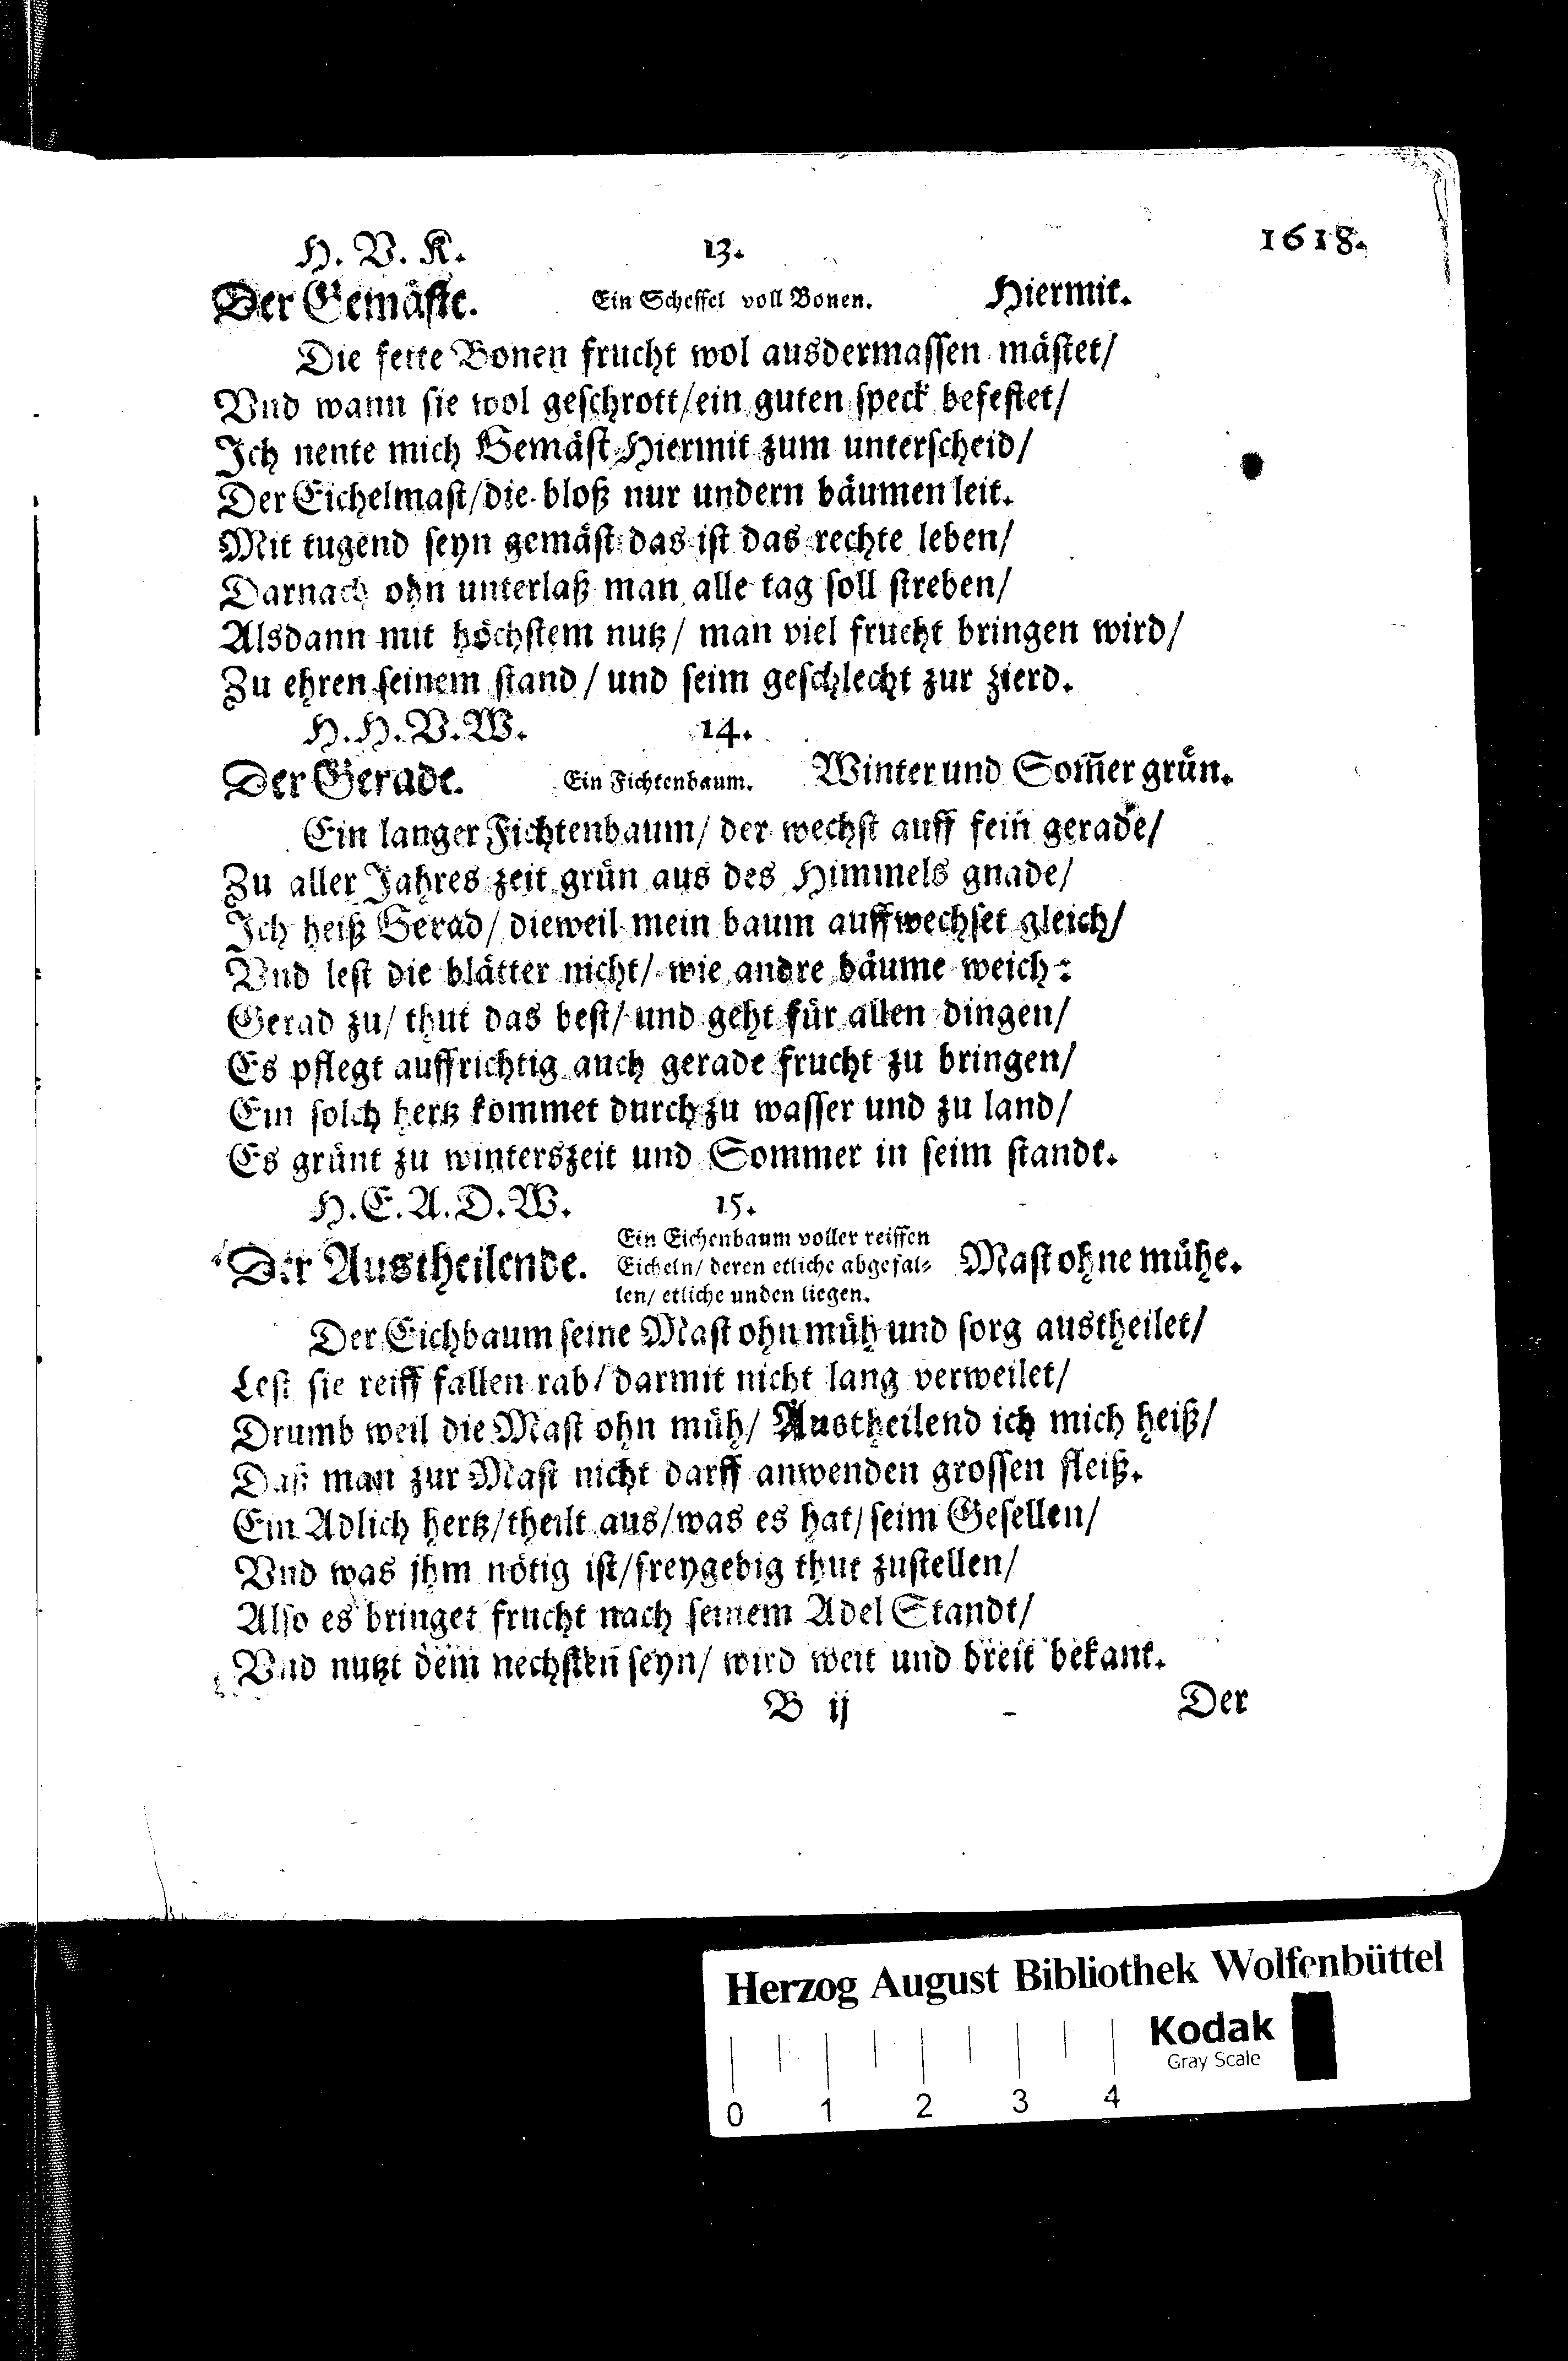 H. V. K. 13. 1618.
Der Gemäste. Ein Scheffel voll Bonen. Hiermit.
Die fette Bonen frucht wol ausdermassen mästet/
Vnd wann sie wol geschrott/ein guten speck befestet/
Ich nente mich Gemäst Hiermit zum unterscheid/
Der Eichelmast/die bloß nur undern bäumen leit.
Mit tugend seyn gemäst das ist das rechte leben/
Darnach ohn unterlaß man alle tag soll streben/
Alsdann mit höchstem nutz/ man viel frucht bringen wird/
Zu ehren seinem stand/ und seim geschlecht zur zierd.
H. H. V. W. 14.
Der Gerade. Ein Fichtenbaum. Winter und Som̃er grün.
Ein langer Fichtenbaum/ der wechst auff fein gerade/
Zu aller Jahres zeit grün aus des Himmels gnade/
Ich heiß Gerad/ dieweil mein baum auffwechset gleich/
Vnd lest die blätter nicht/ wie andre bäume weich:
Gerad zu/ thut das best/ und geht für allen dingen/
Es pflegt auffrichtig auch gerade frucht zu bringen/
Ein solch hertz kommet durch zu wasser und zu land/
Es grünt zu winterszeit und Sommer in seim standt.
H. E. A. D. W. 15.
Der Austheilende. Ein Eichenbaum voller reiffen
Eicheln/ deren etliche abgefal- Mast ohne mühe.
len/ etliche unden liegen.
Der Eichbaum seine Mast ohn müh und sorg austheilet/
Lest sie reiff fallen rab/ darmit nicht lang verweilet/
Drumb weil die Mast ohn müh/ Austheilend ich mich heiß/
Daß man zur Mast nicht darff anwenden grossen fleiß.
Ein Adlich hertz/theilt aus/was es hat/seim Gesellen/
Vnd was jhm nötig ist/freygebig thut zustellen/
Also es bringet frucht nach seinem Adel Standt/
Vnd nutzt dem nechsten seyn/ wird weit und breit bekant.
B ij Der
Herzog August Bibliothek Wolfenbüttel
Kodak
Gray Scale
0 1 2 3 4